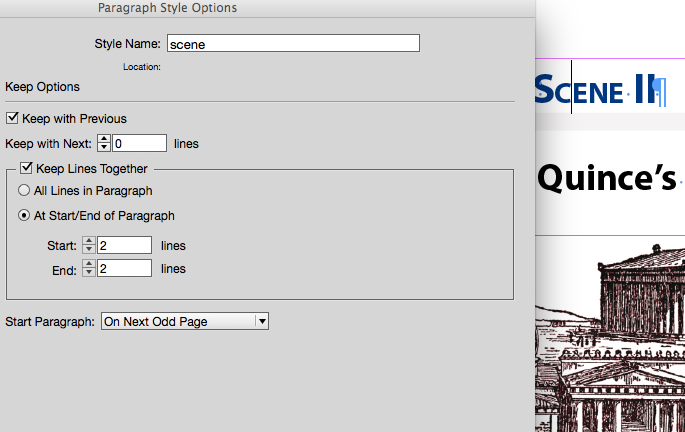 Paragraph Style Options
Style Name: scene
Location:
Keep Options
Keep with Previous
Keep with Next: 0 lines
Keep Lines Together
All Lines in Paragraph
At Start/End of Paragraph
Start: 2 lines
End: 2 lines
Start Paragraph: On Next Odd Page
SCENE II¶
Quince’s